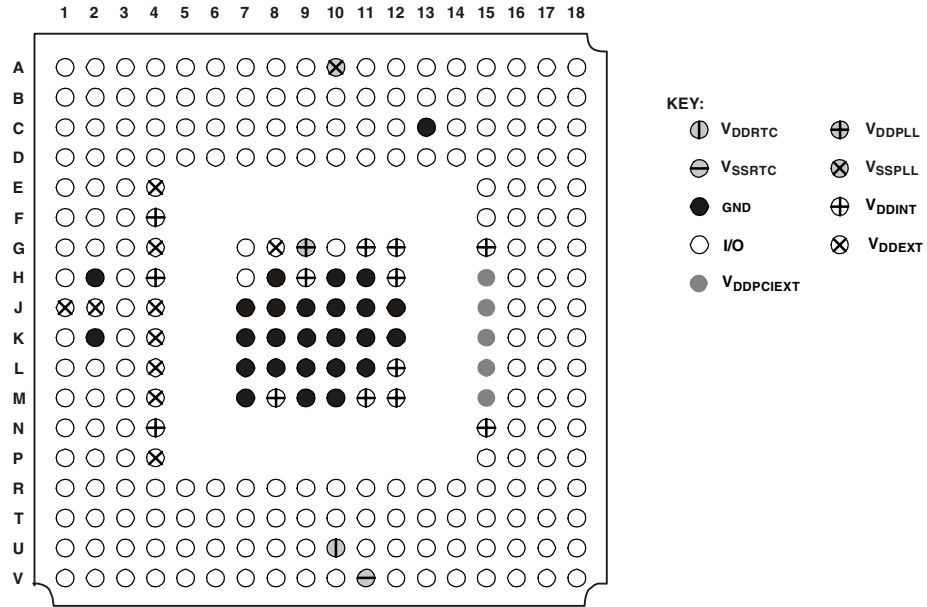 1 2 3 4 5 6 7 8 9 10 11 12 13 14 15 16 17 18
A
B
C
D
E
F
G
H
J
K
L
M
N
P
R
T
U
V
KEY:
VDDRTC
VSSRTC
GND
I/O
VDDPCIEXT
VDDPLL
VSSPLL
VDDINT
VDDEXT